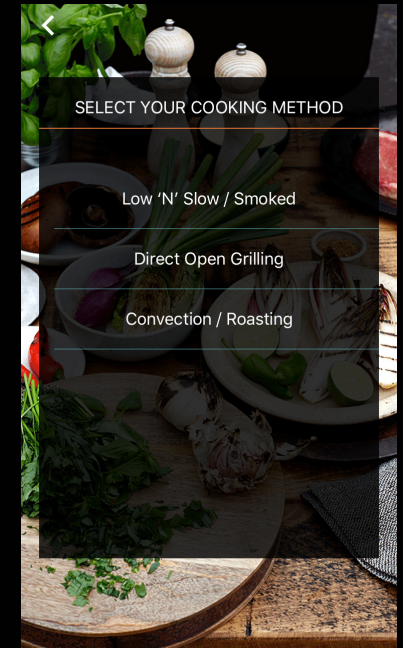 SELECT YOUR COOKING METHOD
Low ‘N’ Slow / Smoked
Direct Open Grilling
Convection / Roasting